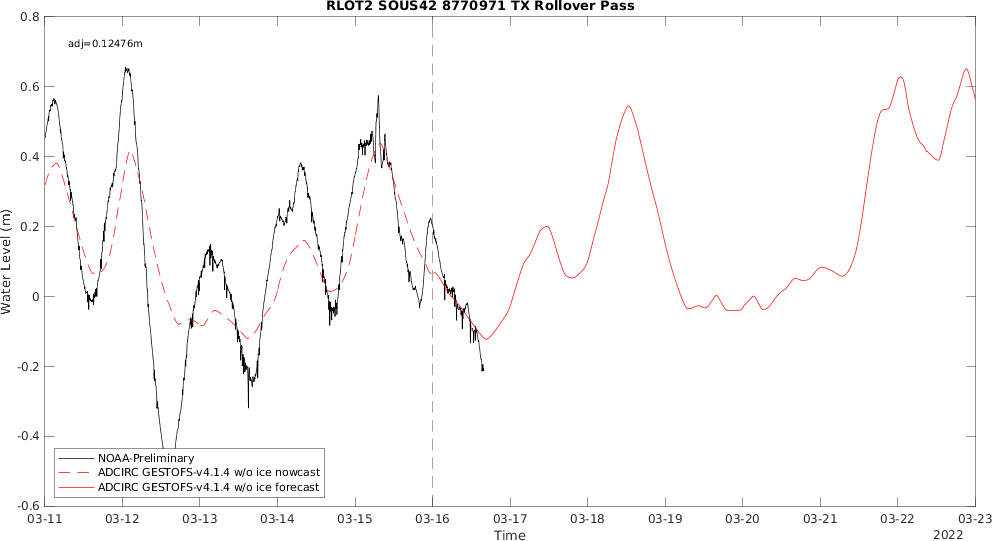 RLOT2 SOUS42 8770971 TX Rollover Pass
adj=0.12476m
Water Level (m)
0.8
0.6
0.4
0.2
0
-0.2
-0.4
-0.6
NOAA-Preliminary
ADCIRC GESTOFS-v4.1.4 w/o ice nowcast
ADCIRC GESTOFS-v4.1.4 w/o ice forecast
03-11 03-12 03-13 03-14 03-15 03-16 03-17 03-18 03-19 03-20 03-21 03-22 03-23
Time
2022